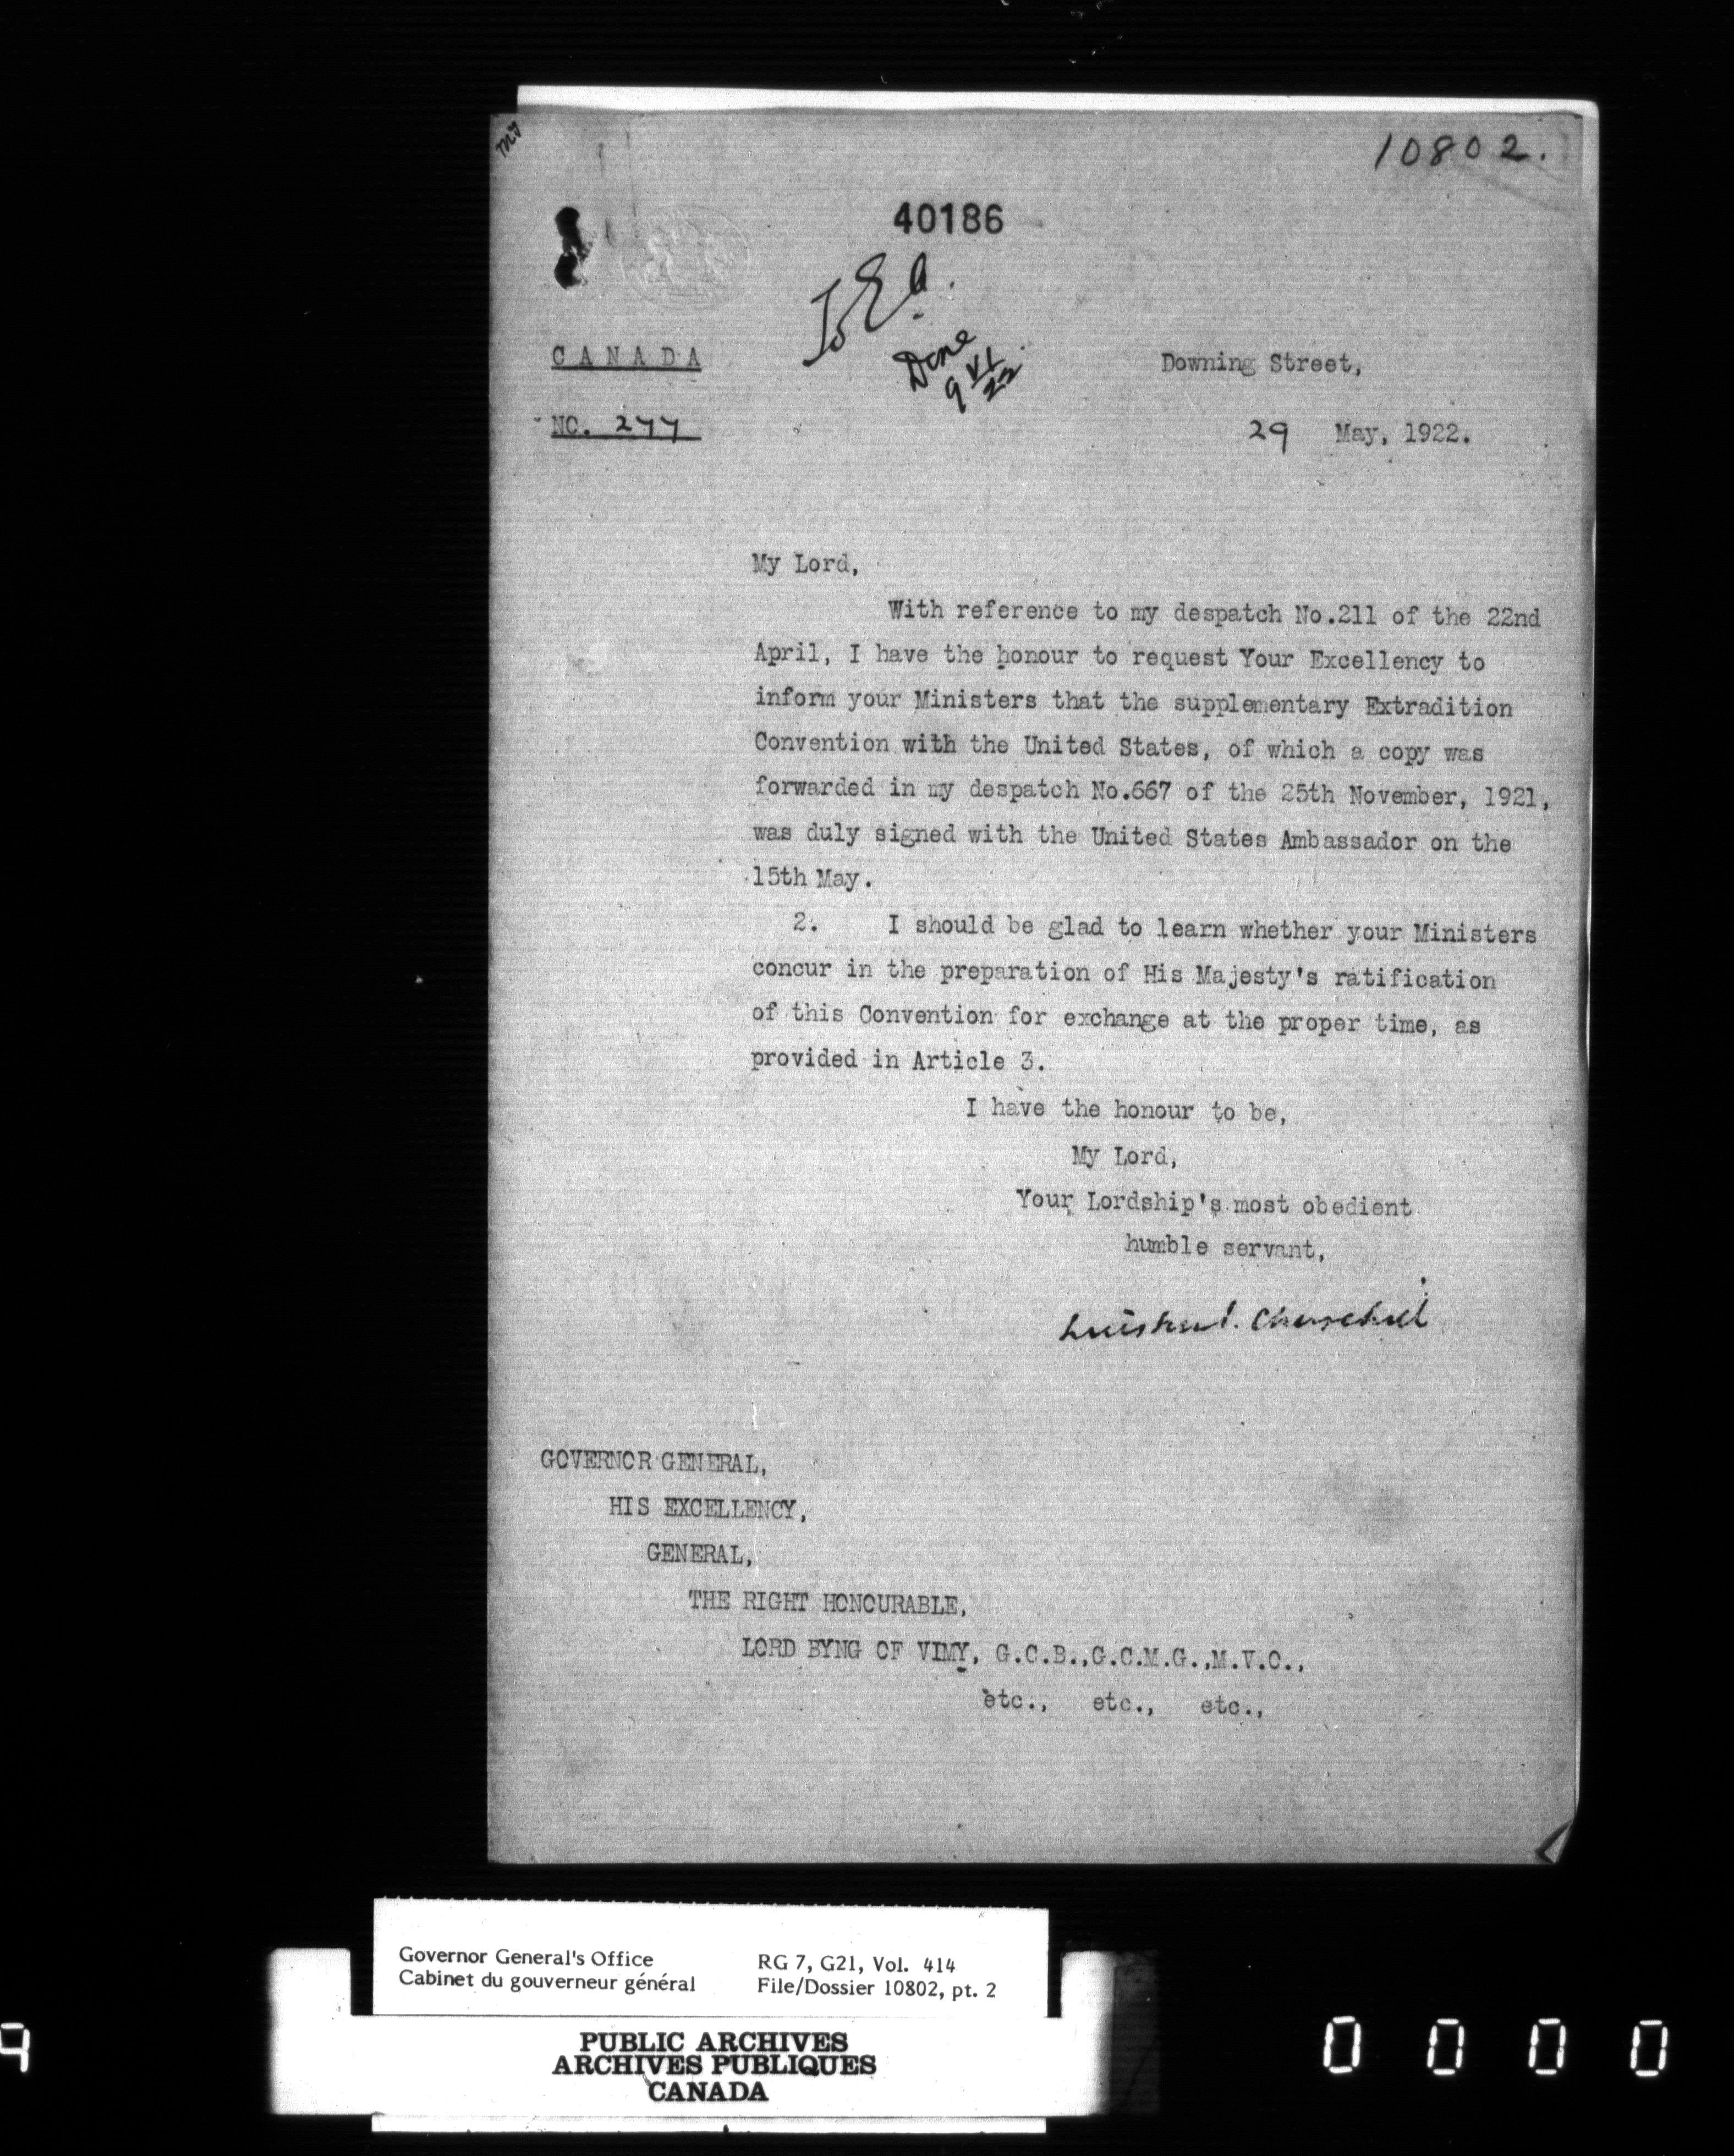 10802.
40186
To E a.
Done
9 VI
22.
CANADA
NO. 277
Downing Street,
29 May, 1922.
My Lord,
With reference to my despatch No.211 of the 22nd
April, I have the honour to request Your Excellency to
inform your Ministers that the supplementary Extradition
Convention with the United States, of which a copy was
forwarded in my despatch No.667 of the 25th November, 1921,
was duly signed with the United States Ambassador on the
15th May.
2. I should be glad to learn whether your Ministers
concur in the preparation of His Majesty's ratification
of this Convention for exchange at the proper time, as
provided in Article 3.
I have the honour to be,
My Lord,
Your Lordship's most obedient
humble servant,
Winston S. Churchill
GOVERNOR GENERAL,
HIS EXCELLENCY,
GENERAL,
THE RIGHT HONOURABLE,
LORD BYNG OF VIMY, G.C.B.,G.C.M.G.,M.V.O.,
etc., etc., etc.,
Governor General's Office RG 7, G21, Vol. 414
Cabinet du gouverneur général File/Dossier 10802, pt. 2
PUBLIC ARCHIVES
ARCHIVES PUBLIQUES
CANADA
0 0 0 0